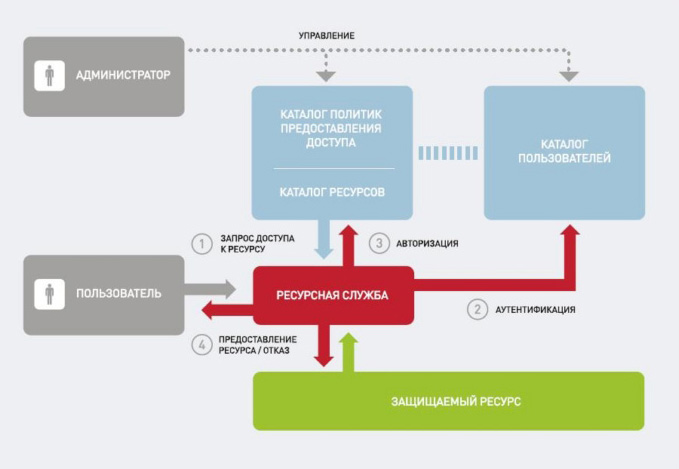 УПРАВЛЕНИЕ
АДМИНИСТРАТОР
КАТАЛОГ ПОЛИТИК
ПРЕДОСТАВЛЕНИЯ
ДОСТУПА
КАТАЛОГ РЕСУРСОВ
КАТАЛОГ
ПОЛЬЗОВАТЕЛЕЙ
1 ЗАПРОС ДОСТУПА
К РЕСУРСУ
3 АВТОРИЗАЦИЯ
ПОЛЬЗОВАТЕЛЬ
РЕСУРСНАЯ СЛУЖБА
2 АУТЕНТИФИКАЦИЯ
4 ПРЕДОСТАВЛЕНИЕ
РЕСУРСА / ОТКАЗ
ЗАЩИЩАЕМЫЙ РЕСУРС